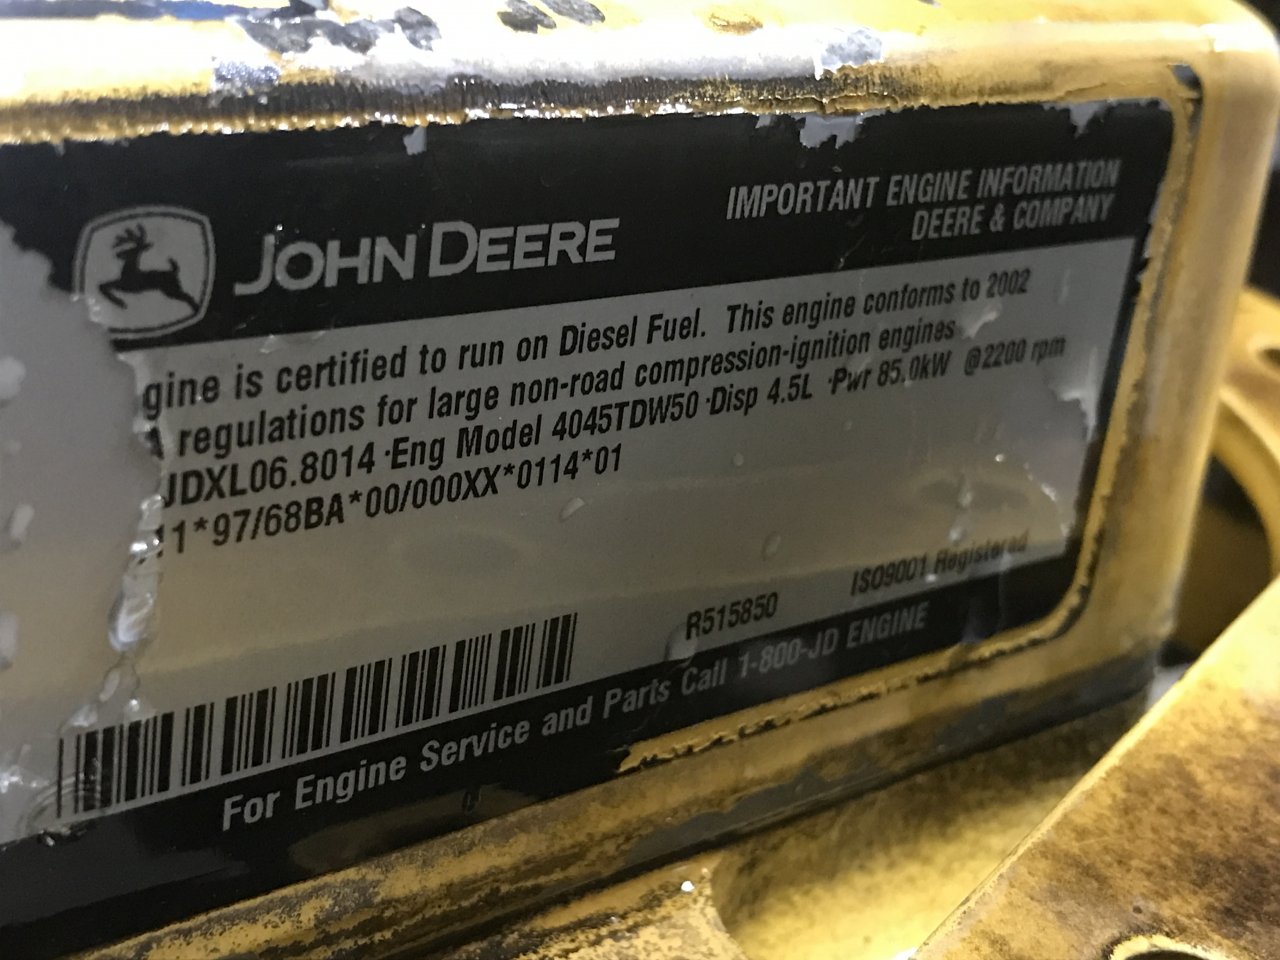 IMPORTANT ENGINE INFORMATION
DEERE & COMPANY
JOHN DEERE
gine is certified to run on Diesel Fuel. This engine conforms to 2002
regulations for large non-road compression-ignition engines
JDXL06.8014 ·Eng Model 4045TDW50 ·Disp 4.5L ·Pwr 85.0kW @2200 rpm
11*97/68BA*00/000XX*0114*01
R515850
ISO9001 Registered
For Engine Service and Parts Call 1-800-JD ENGINE